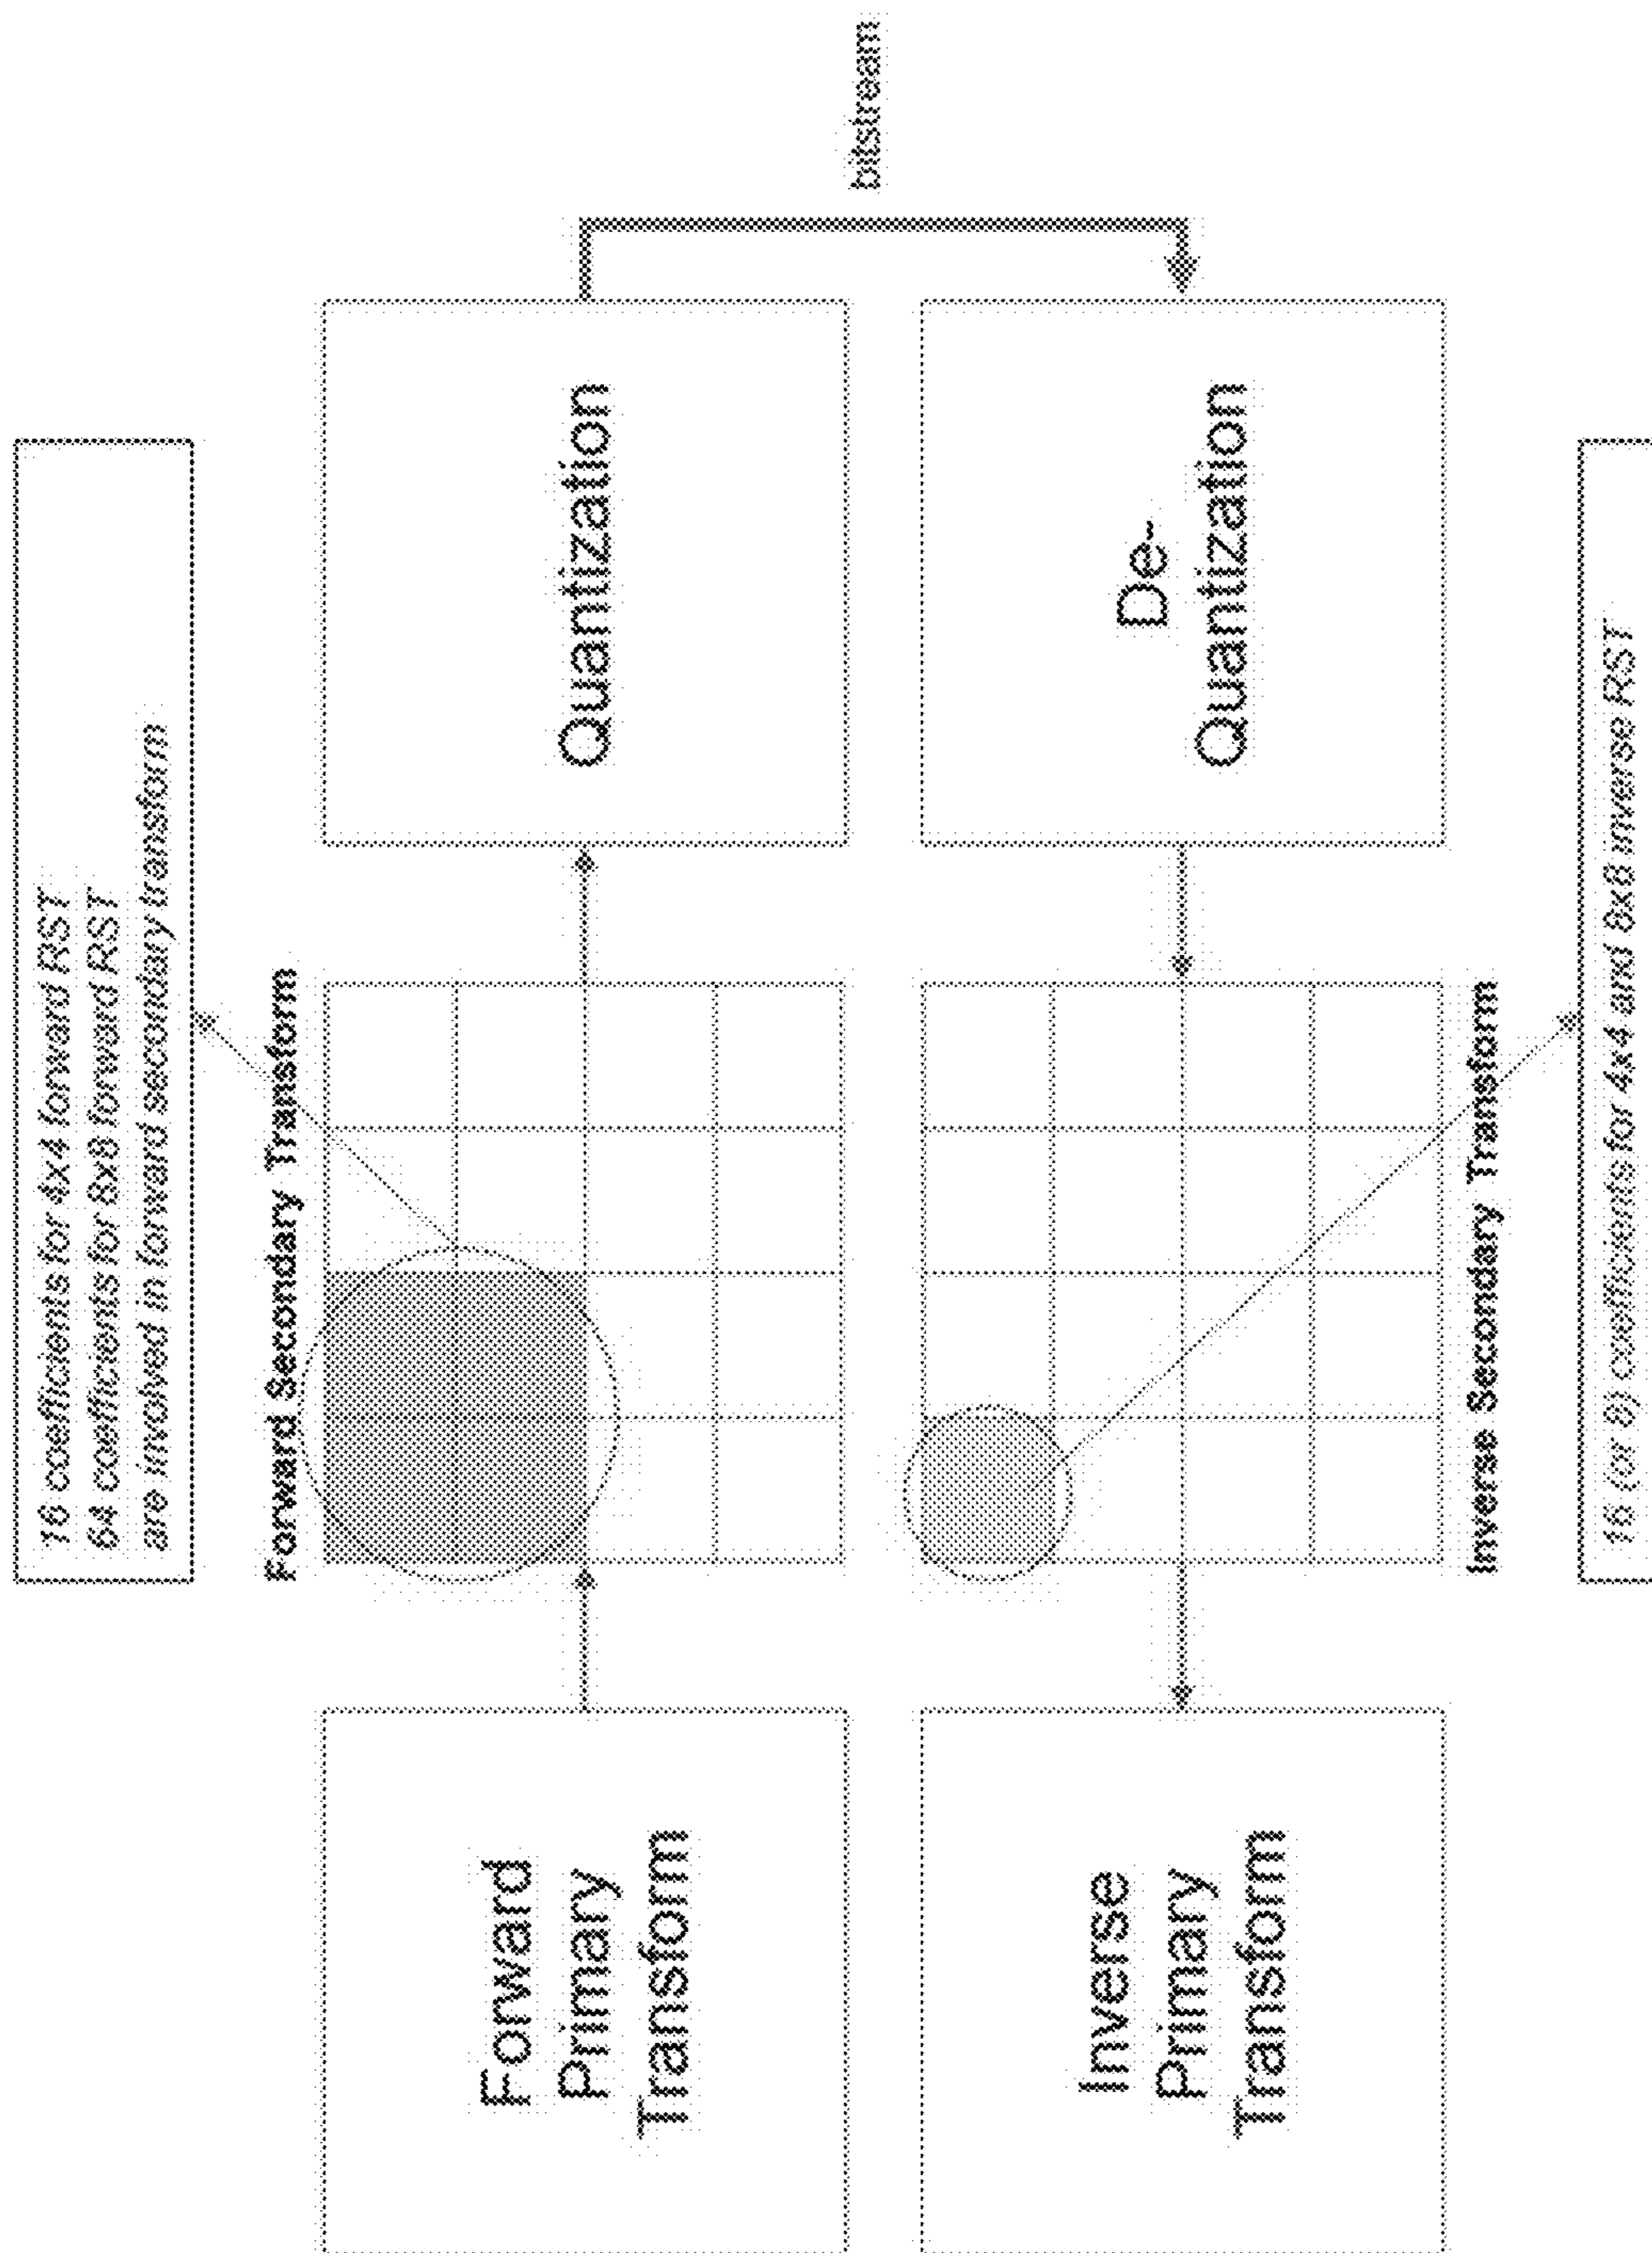 16 coefficients for 4x4 forward RST
64 coefficients for 8x8 forward RST
are involved in forward secondary transform
Forward Secondary Transform
Forward
Primary
Transform
Quantization
bitstream
Inverse
Primary
Transform
De-
Quantization
Inverse Secondary Transform
16 (or 8) coefficients for 4x4 and 8x8 inverse RST